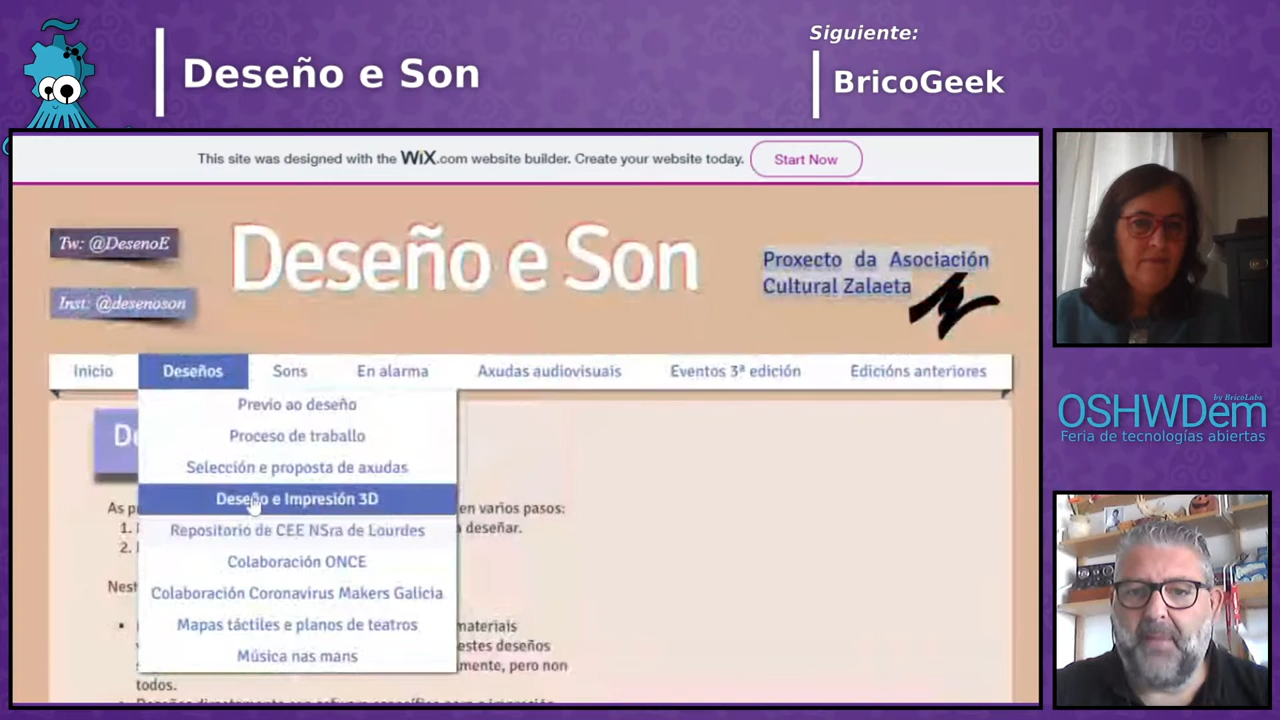 Deseño e Son
Siguiente:
BricoGeek
This site was designed with the WiX.com website builder. Create your website today.
Start Now
Tw: @DesenoE
Inst: @desenoson
Deseño e Son
Proxecto da Asociación
Cultural Zalaeta
Inicio
Deseños
Sons
En alarma
Axudas audiovisuais
Eventos 3ª edición
Edicións anteriores
Previo ao deseño
Proceso de traballo
Selección e proposta de axudas
Deseño e Impresión 3D
Repositorio de CEE NSra de Lourdes
Colaboración ONCE
Colaboración Coronavirus Makers Galicia
Mapas táctiles e planos de teatros
Música nas mans
As
en varios pasos:
1.
deseñar.
2.
materiais
estes deseños
pero non
todos.
by BricoLabs
OSHWDem
Feria de tecnologías abiertas